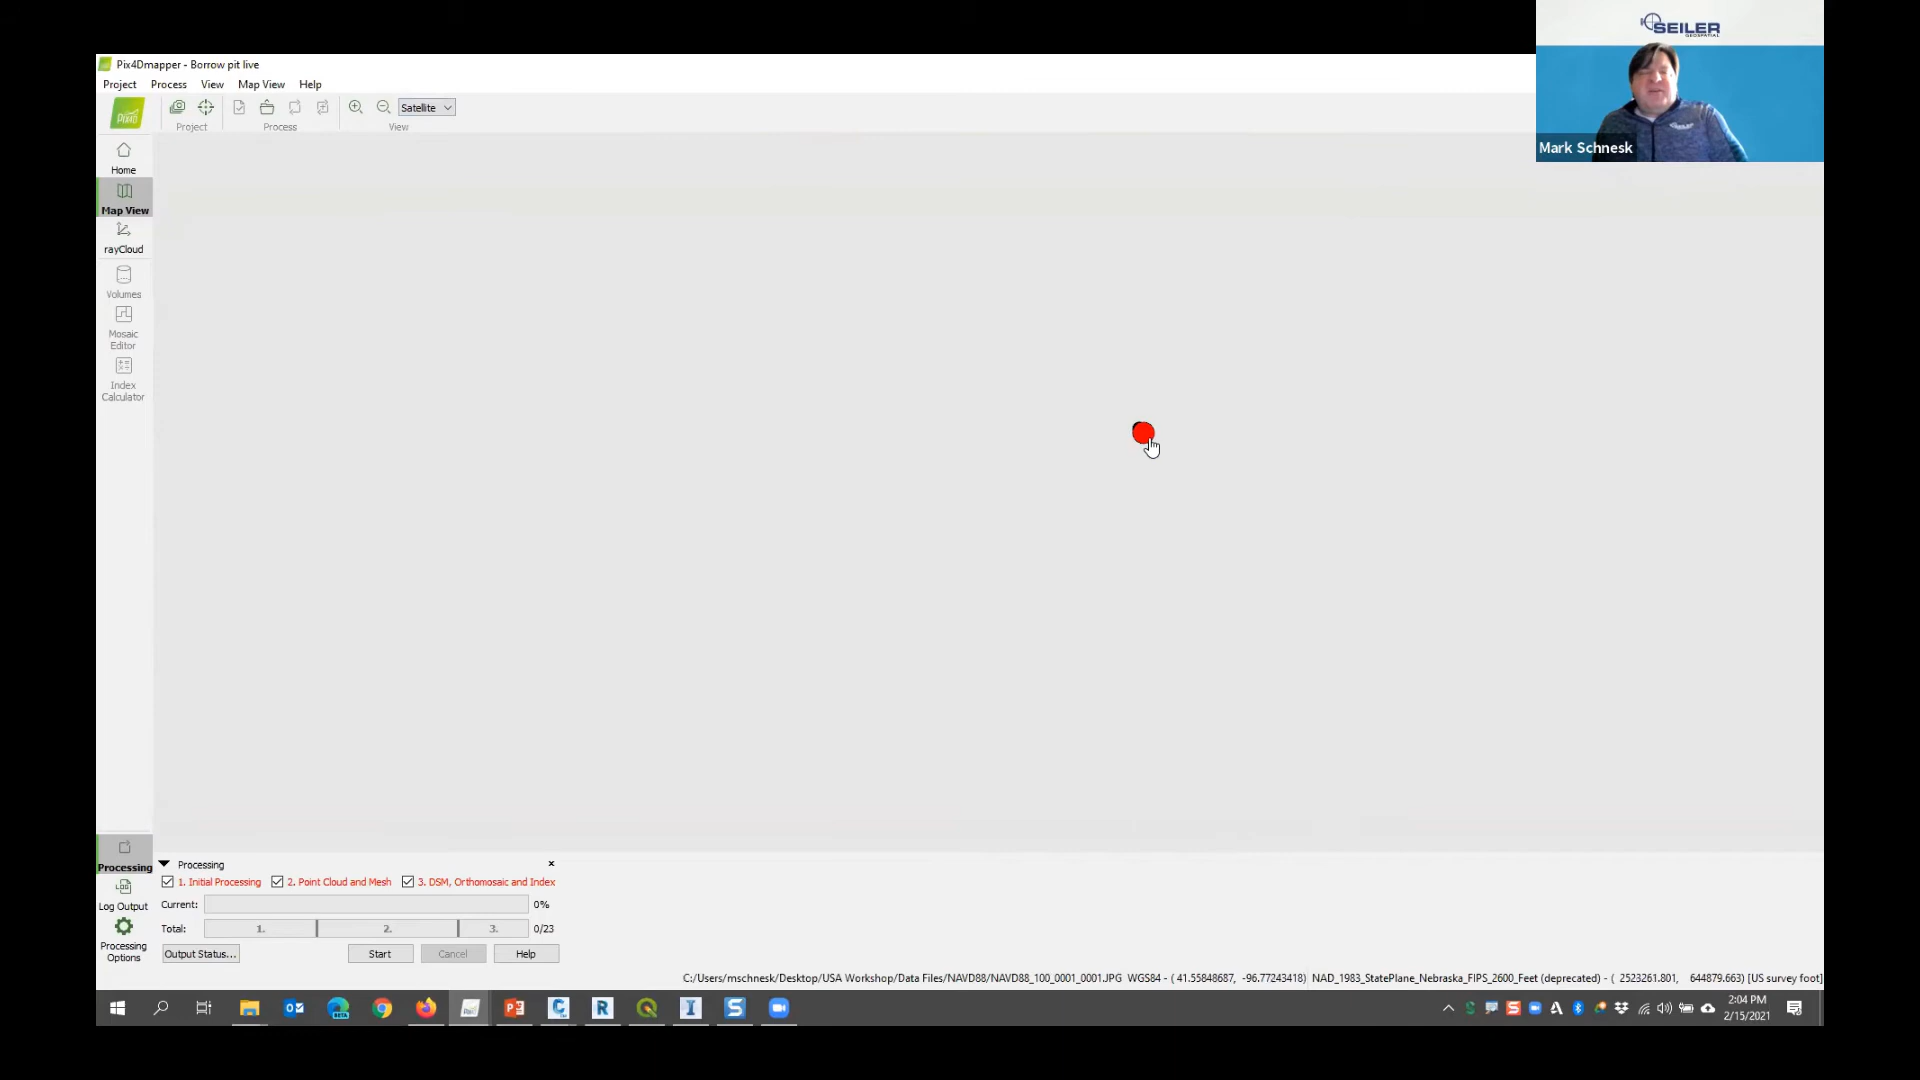 SEILER
GEOSPATIAL
Mark Schnesk
Pix4Dmapper - Borrow pit live
Project Process View Map View Help
Satellite
Project Process View
Home
Map View
rayCloud
Volumes
Mosaic
Editor
Index
Calculator
Processing
Log Output
Processing
Options
Processing
1. Initial Processing 2. Point Cloud and Mesh 3. DSM, Orthomosaic and Index
Current: 0%
Total: 1. 2. 3. 0/23
Output Status... Start Cancel Help
C:/Users/mschnesk/Desktop/USA Workshop/Data Files/NAVD88/NAVD88_100_0001_0001.JPG WGS84 - ( 41.55848687, -96.77243418) NAD_1983_StatePlane_Nebraska_FIPS_2600_Feet (deprecated) - ( 2523261.801, 644879.663) [US survey foot]
2:04 PM
2/15/2021